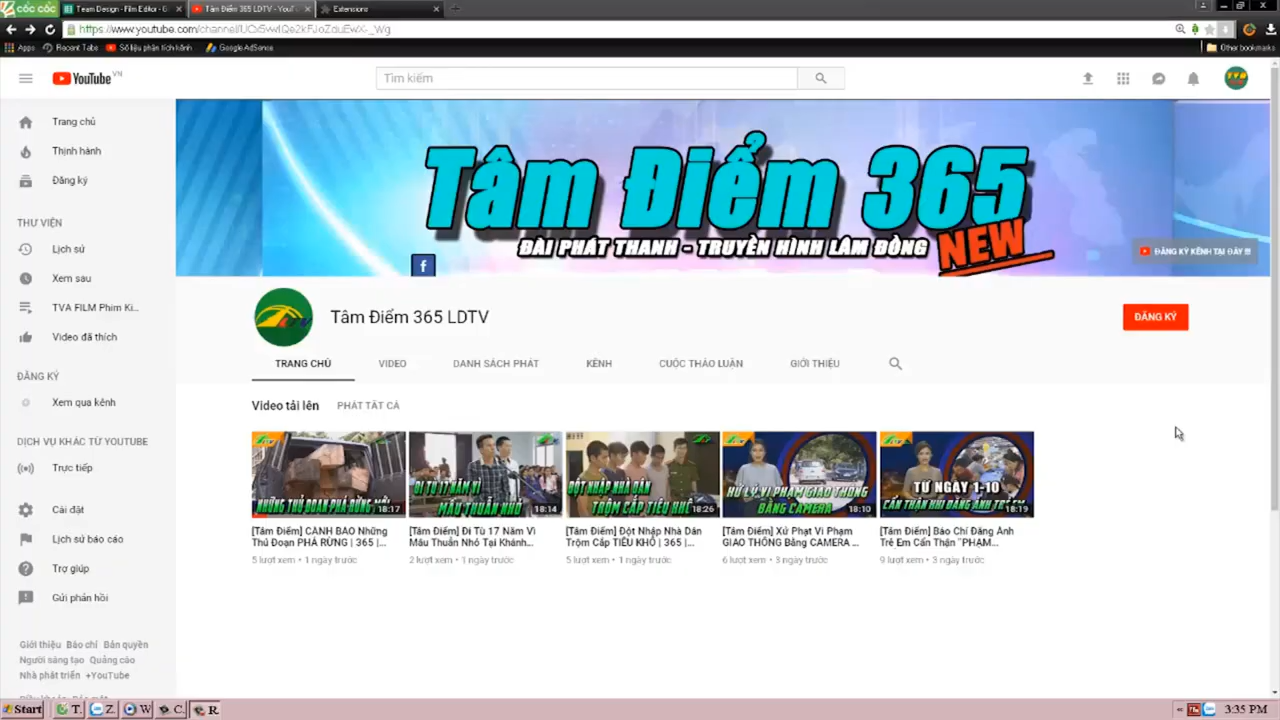 CỐC CỐC
Team Design - Film Editor - G
Tâm Điểm 365 LDTV - YouT
Extensions
https://www.youtube.com/channel/
Apps
Recent Tabs
Số liệu phân tích kênh
Google AdSense
Other bookmarks
YouTube VN
Tìm kiếm
Trang chủ
Thịnh hành
Đăng ký
THƯ VIỆN
Lịch sử
Xem sau
TVA FILM Phim Ki...
Video đã thích
ĐĂNG KÝ
Xem qua kênh
DỊCH VỤ KHÁC TỪ YOUTUBE
Trực tiếp
Cài đặt
Lịch sử báo cáo
Trợ giúp
Gửi phản hồi
Giới thiệu Báo chí Bản quyền
Người sáng tạo Quảng cáo
Nhà phát triển +YouTube
Tâm Điểm 365
ĐÀI PHÁT THANH - TRUYỀN HÌNH LÂM ĐỒNG
NEW
ĐĂNG KÝ KÊNH TẠI ĐÂY !!!
Tâm Điểm 365 LDTV
ĐĂNG KÝ
TRANG CHỦ
VIDEO
DANH SÁCH PHÁT
KÊNH
CUỘC THẢO LUẬN
GIỚI THIỆU
Video tải lên
PHÁT TẤT CẢ
NHỮNG THỦ ĐOẠN PHÁ RỪNG MỚI
18:17
[Tâm Điểm] CẢNH BÁO Những
Thủ Đoạn PHÁ RỪNG | 365 |...
5 lượt xem • 1 ngày trước
ĐI TÙ 17 NĂM VÌ
MÂU THUẪN NHỎ
18:14
[Tâm Điểm] Đi Tù 17 Năm Vì
Mâu Thuẫn Nhỏ Tại Khánh...
2 lượt xem • 1 ngày trước
ĐỘT NHẬP NHÀ DÂN
TRỘM CẮP TIÊU KHÔ
18:26
[Tâm Điểm] Đột Nhập Nhà Dân
Trộm Cắp TIÊU KHÔ | 365 |...
5 lượt xem • 1 ngày trước
XỬ LÝ VI PHẠM GIAO THÔNG
BẰNG CAMERA
18:10
[Tâm Điểm] Xử Phạt Vi Phạm
GIAO THÔNG Bằng CAMERA ...
6 lượt xem • 3 ngày trước
TỪ NGÀY 1-10
CẨN THẬN KHI ĐĂNG ẢNH TRẺ EM
18:19
[Tâm Điểm] Báo Chí Đăng Ảnh
Trẻ Em Cẩn Thận "PHẠM...
9 lượt xem • 3 ngày trước
Start
T.
Z.
W
C.
R.
3:35 PM